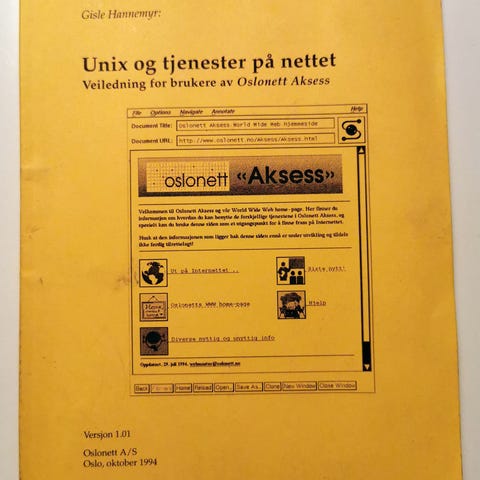 Gisle Hannemyr:
Unix og tjenester på nettet
Veiledning for brukere av Oslonett Aksess
File Options Navigate Annotate Help
Document Title: Oslonett Aksess World Wide Web Hjemmeside
Document URL: http://www.oslonett.no/Aksess/Aksess.html
oslonett «Aksess»
Velkommen til Oslonett Aksess og vår World Wide Web home-page. Her finner du
informasjon om hvordan du kan benytte de forskjellige tjenestene i Oslonett Aksess, og
spesielt kan du bruke denne siden som et utgangspunkt for å finne fram på Internettet.
Husk at den informasjonen som ligger bak denne siden ennå er under utvikling og tildels
ikke ferdig tilrettelagt!
Ut på Internettet ..
Siste nytt!
Oslonetts WWW home-page
Hjelp
Diverse nyttig og unyttig info
Oppdatert, 29. juli 1994, webmaster@oslonett.no
Back Forward Home Reload Open... Save As... Clone New Window Close Window
Versjon 1.01
Oslonett A/S
Oslo, oktober 1994